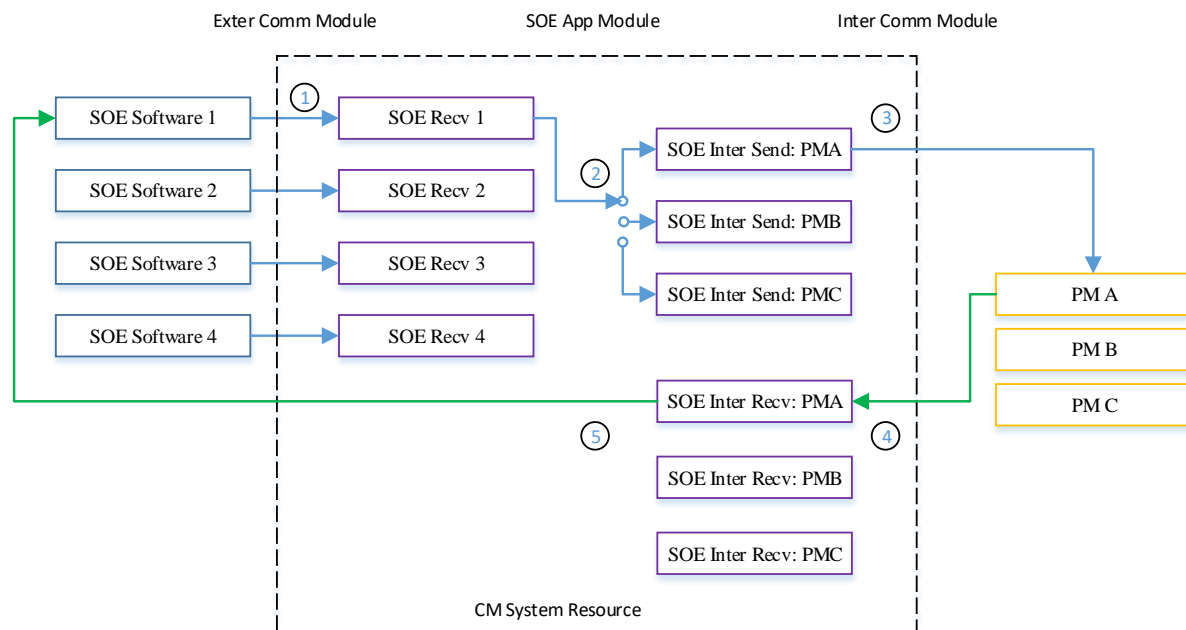 Exter Comm Module
SOE App Module
Inter Comm Module
1
SOE Software 1
SOE Recv 1
3
SOE Inter Send: PMA
2
SOE Software 2
SOE Recv 2
SOE Inter Send: PMB
SOE Software 3
SOE Recv 3
SOE Inter Send: PMC
PM A
SOE Software 4
SOE Recv 4
PM B
SOE Inter Recv: PMA
PM C
5
4
SOE Inter Recv: PMB
SOE Inter Recv: PMC
CM System Resource